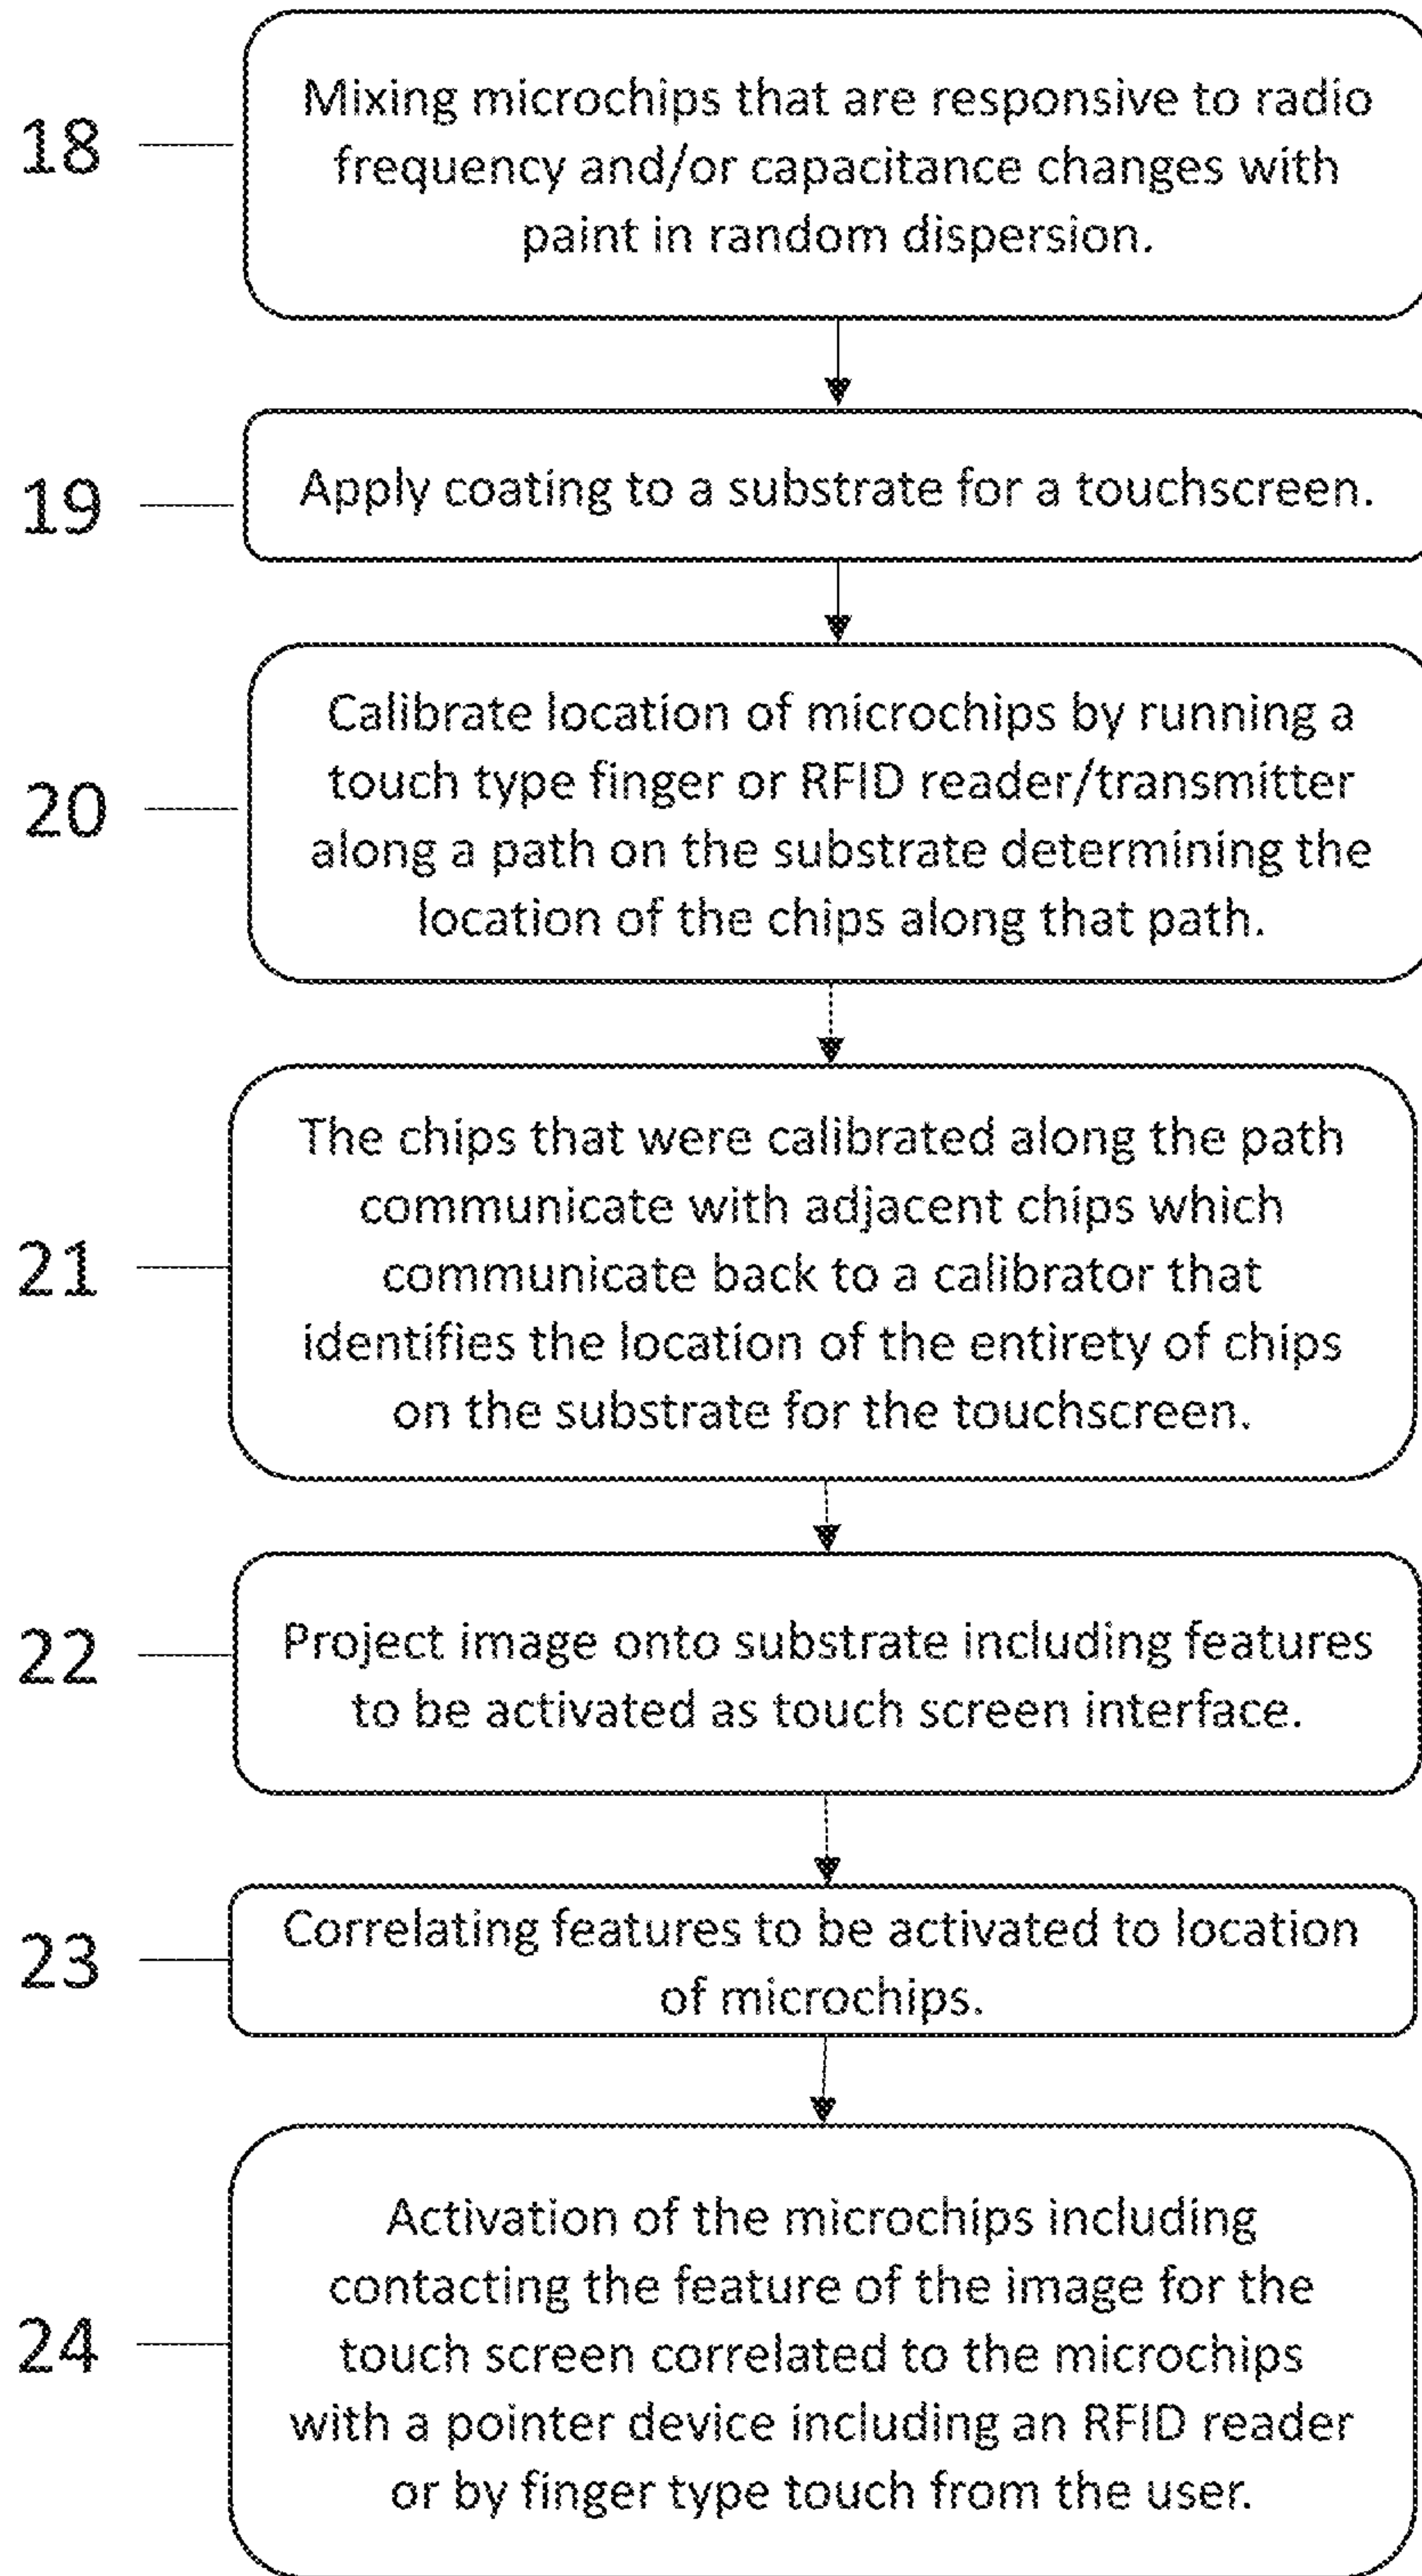 18
Mixing microchips that are responsive to radio
frequency and/or capacitance changes with
paint in random dispersion.
19
Apply coating to a substrate for a touchscreen.
20
Calibrate location of microchips by running a
touch type finger or RFID reader/transmitter
along a path on the substrate determining the
location of the chips along that path.
21
The chips that were calibrated along the path
communicate with adjacent chips which
communicate back to a calibrator that
identifies the location of the entirety of chips
on the substrate for the touchscreen.
22
Project image onto substrate including features
to be activated as touch screen interface.
23
Correlating features to be activated to location
of microchips.
24
Activation of the microchips including
contacting the feature of the image for the
touch screen correlated to the microchips
with a pointer device including an RFID reader
or by finger type touch from the user.